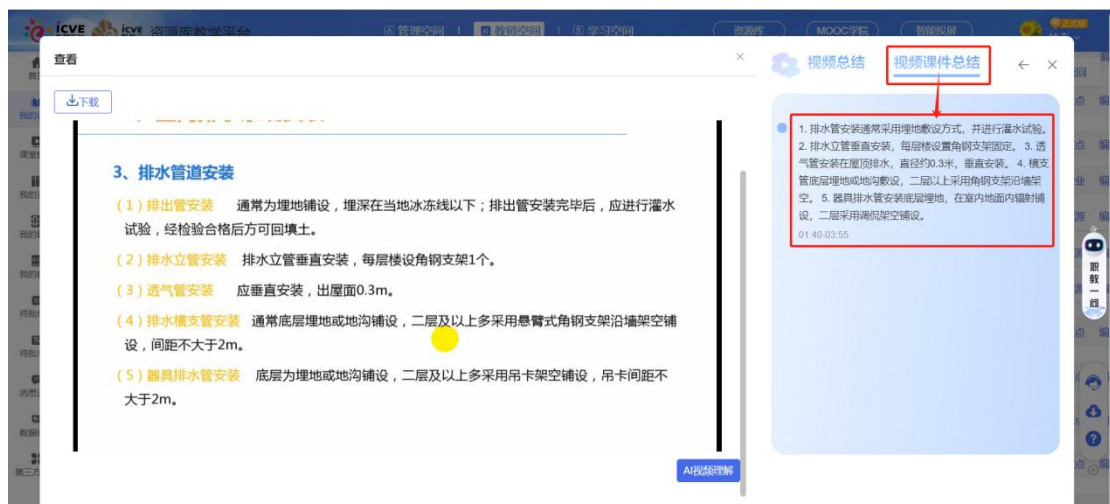 icve icve 资源库教学平台
管理空间 | 教师空间 | 学习空间
资源库 MOOC学院 智能投屏
正式版
查看
×
下载
3、排水管道安装
（1）排出管安装 通常为埋地铺设，埋深在当地冰冻线以下；排出管安装完毕后，应进行灌水
试验，经检验合格后方可回填土。
（2）排水立管安装 排水立管垂直安装，每层楼设角钢支架1个。
（3）透气管安装 应垂直安装，出屋面0.3m。
（4）排水横支管安装 通常底层埋地或地沟铺设，二层及以上多采用悬臂式角钢支架沿墙架空铺
设，间距不大于2m。
（5）器具排水管安装 底层为埋地或地沟铺设，二层及以上多采用吊卡架空铺设，吊卡间距不
大于2m。
AI视频理解
视频总结 视频课件总结 ← ×
1. 排水管安装通常采用埋地敷设方式，并进行灌水试验。
2. 排水立管垂直安装，每层楼设置角钢支架固定。 3. 透
气管安装在屋顶排水，直径约0.3米，垂直安装。 4. 横支
管底层埋地或地沟敷设，二层以上采用角钢支架沿墙架
空。 5. 器具排水管安装底层埋地，在室内地面内辐射铺
设，二层采用调侃架空铺设。
01:40-03:55
职
教
一
问